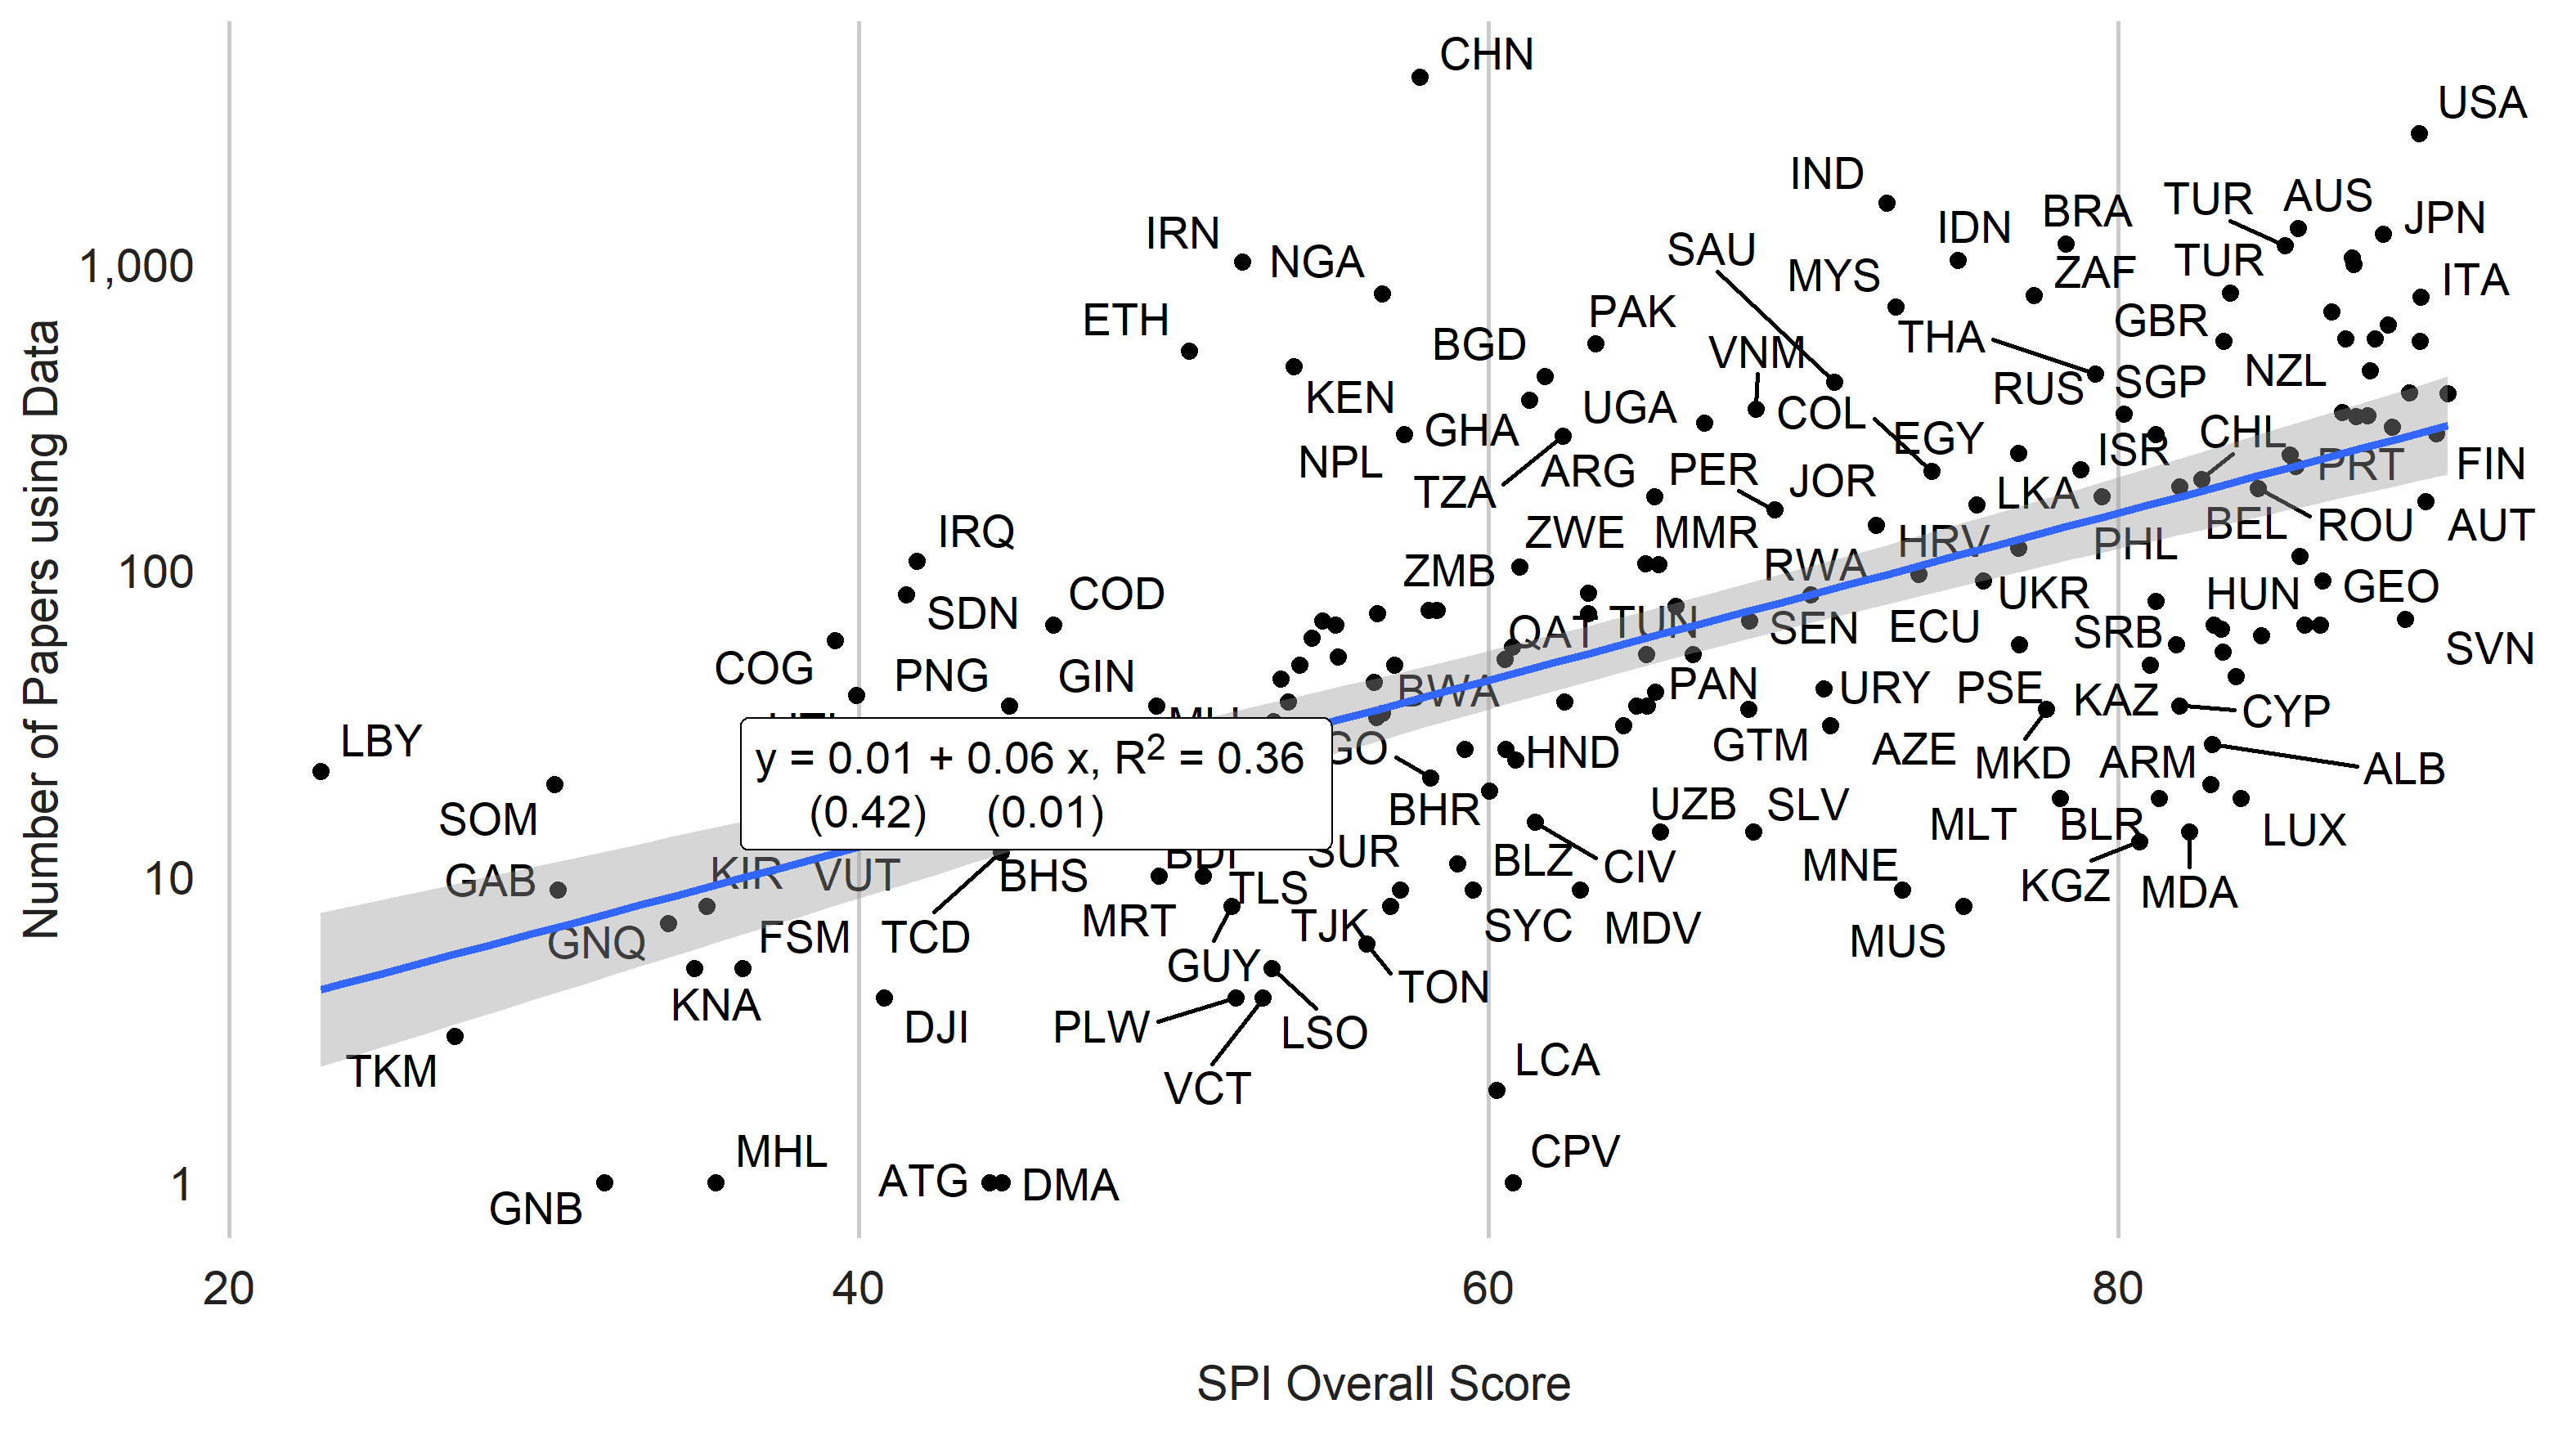 CHN
USA
IND
TUR
AUS
BRA
JPN
IDN
IRN
NGA
SAU
MYS
ZAF
TUR
ITA
1,000
ETH
PAK
BGD
VNM
THA
GBR
KEN
UGA
COL
RUS
SGP
NZL
GHA
NPL
EGY
CHL
ISR
TZA
ARG
PER
JOR
LKA
PRT
FIN
IRQ
ZWE
MMR
HRV
PHL
BEL
ROU
AUT
100
COD
ZMB
RWA
UKR
HUN
GEO
SDN
QAT
TUN
SEN
ECU
SRB
SVN
COG
PNG
GIN
BWA
PAN
URY
PSE
KAZ
CYP
LBY
HND
GTM
AZE
MKD
ARM
ALB
y = 0.01 + 0.06 x, R² = 0.36
(0.42) (0.01)
SOM
BHR
UZB
SLV
MLT
BLR
LUX
10
GAB
KIR
VUT
BHS
BDI
TLS
SUR
BLZ
CIV
MNE
KGZ
MDA
GNQ
FSM
TCD
MRT
TJK
SYC
MDV
MUS
KNA
GUY
TON
DJI
PLW
LSO
TKM
VCT
LCA
MHL
CPV
1
GNB
ATG
DMA
20
40
60
80
SPI Overall Score
Number of Papers using Data